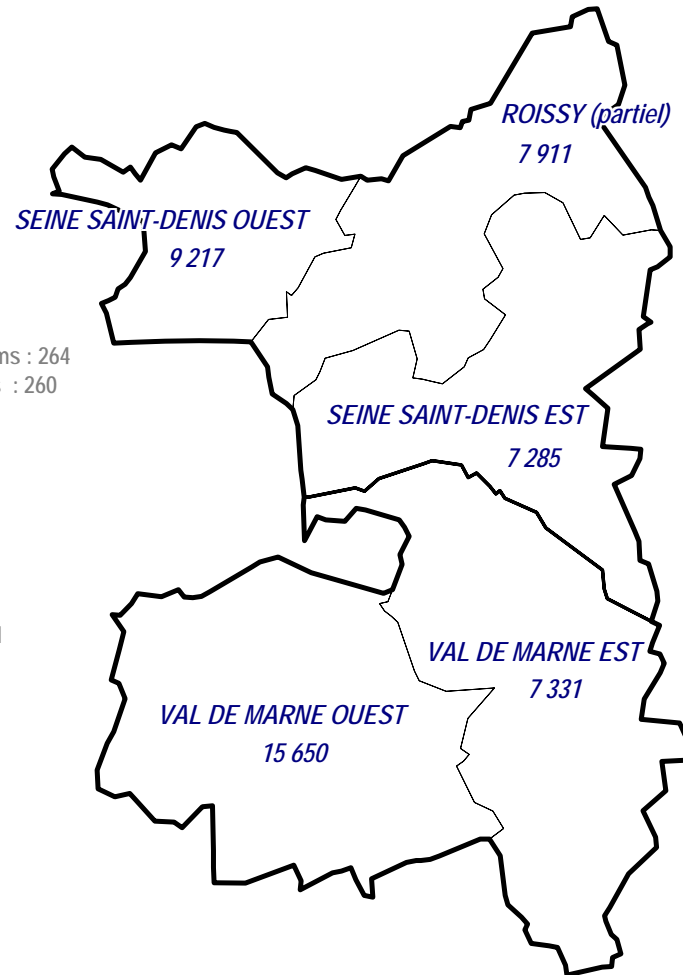 ROISSY (partiel)
7 911
SEINE SAINT-DENIS OUEST
9 217
: 264
: 260
SEINE SAINT-DENIS EST
7 285
VAL DE MARNE EST
7 331
VAL DE MARNE OUEST
15 650